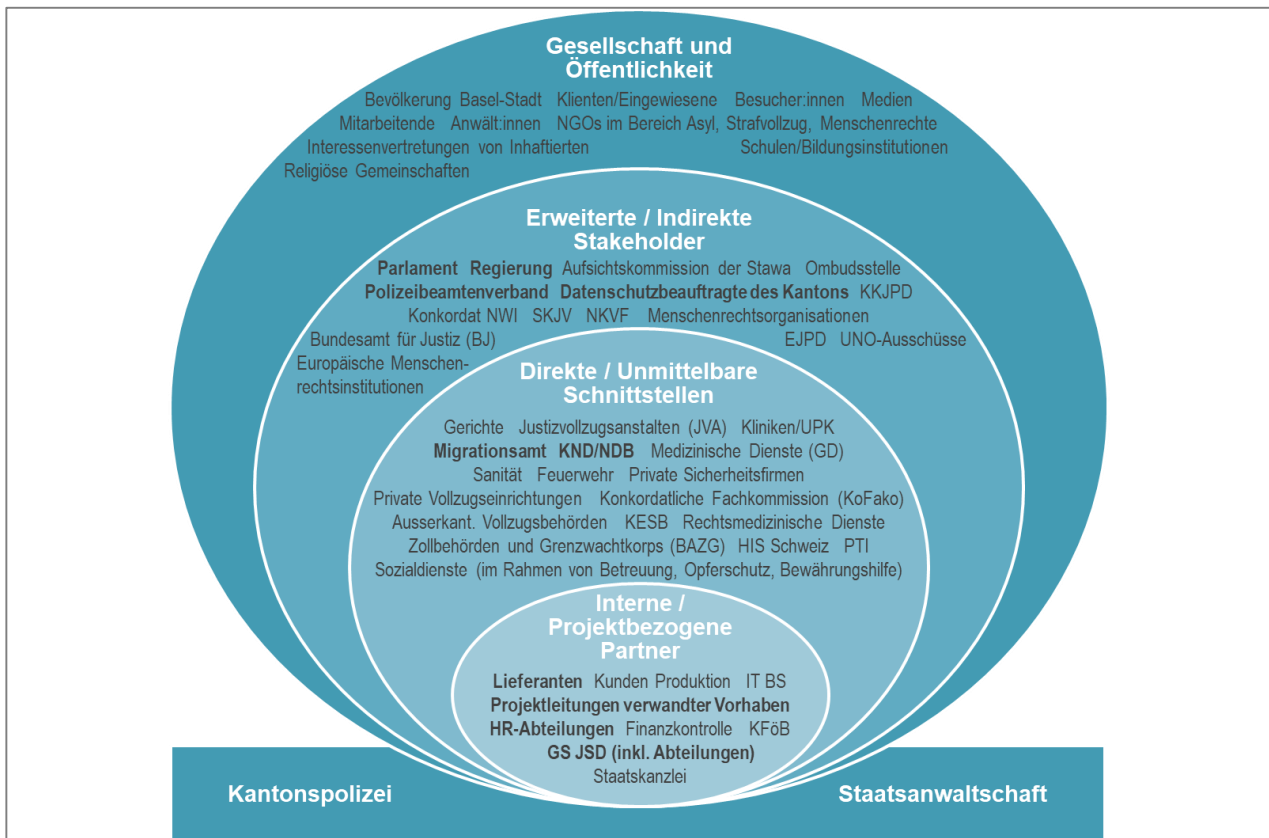 Gesellschaft und
Öffentlichkeit
Bevölkerung Basel-Stadt Klienten/Eingewiesene Besucher:innen Medien
Mitarbeitende Anwält:innen NGOs im Bereich Asyl, Strafvollzug, Menschenrechte
Interessenvertretungen von Inhaftierten Schulen/Bildungsinstitutionen
Religiöse Gemeinschaften
Erweiterte / Indirekte
Stakeholder
Parlament Regierung Aufsichtskommission der Stawa Ombudsstelle
Polizeibeamtenverband Datenschutzbeauftragte des Kantons KKJPD
Konkordat NWI SKJV NKVF Menschenrechtsorganisationen
Bundesamt für Justiz (BJ) EJPD UNO-Ausschüsse
Europäische Menschen-
rechtsinstitutionen
Direkte / Unmittelbare
Schnittstellen
Gerichte Justizvollzugsanstalten (JVA) Kliniken/UPK
Migrationsamt KND/NDB Medizinische Dienste (GD)
Sanität Feuerwehr Private Sicherheitsfirmen
Private Vollzugseinrichtungen Konkordatliche Fachkommission (KoFako)
Ausserkant. Vollzugsbehörden KESB Rechtsmedizinische Dienste
Zollbehörden und Grenzwachtkorps (BAZG) HIS Schweiz PTI
Sozialdienste (im Rahmen von Betreuung, Opferschutz, Bewährungshilfe)
Interne /
Projektbezogene
Partner
Lieferanten Kunden Produktion IT BS
Projektleitungen verwandter Vorhaben
HR-Abteilungen Finanzkontrolle KFöB
GS JSD (inkl. Abteilungen)
Staatskanzlei
Kantonspolizei Staatsanwaltschaft